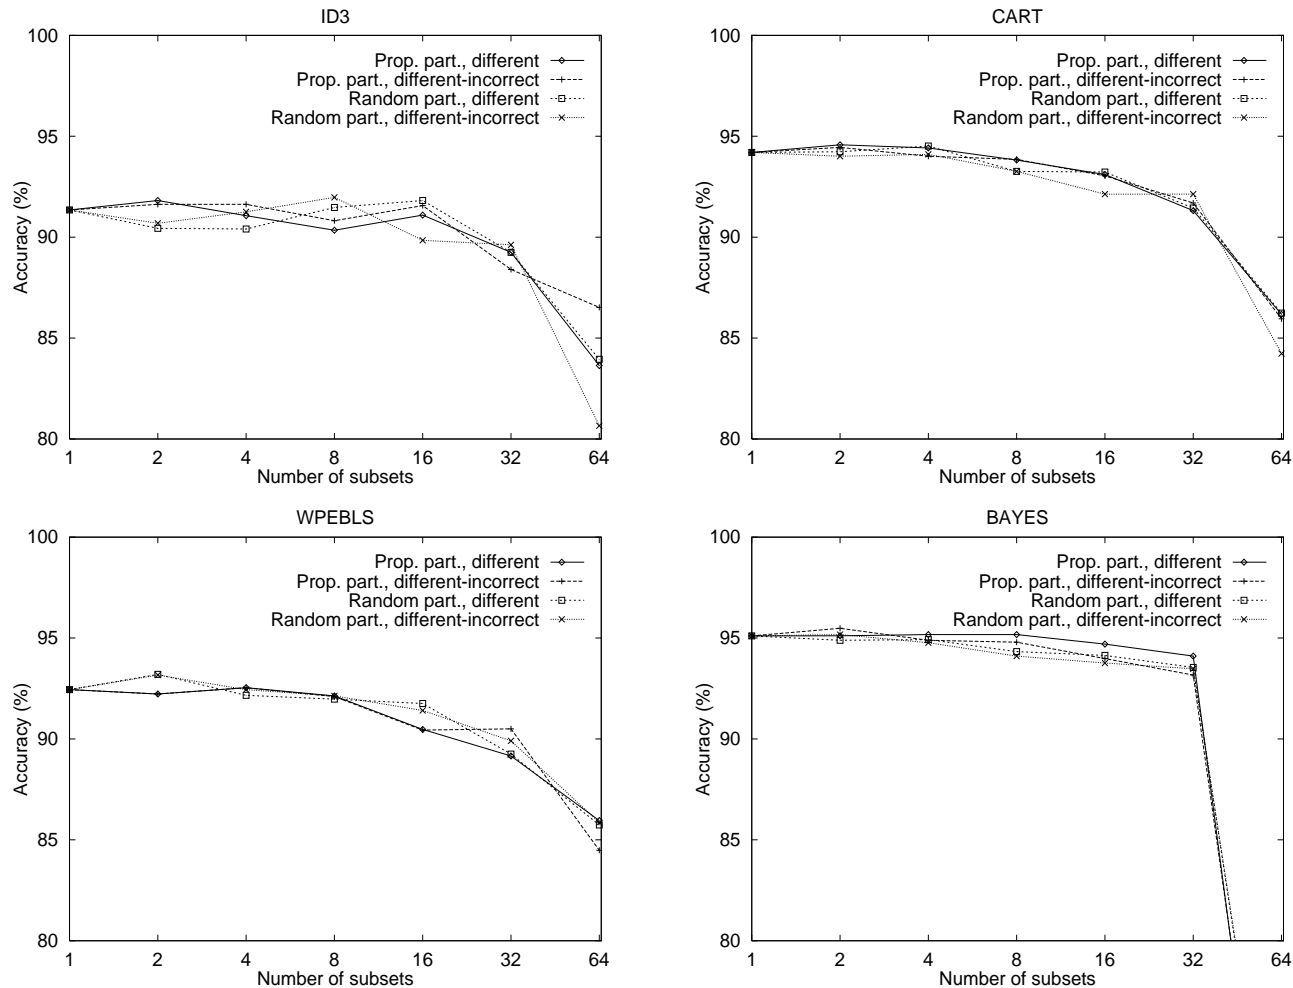 ID3
100
95
90
85
80
Accuracy (%)
Prop. part., different
Prop. part., different-incorrect
Random part., different
Random part., different-incorrect
1 2 4 8 16 32 64
Number of subsets
CART
100
95
90
85
80
Accuracy (%)
Prop. part., different
Prop. part., different-incorrect
Random part., different
Random part., different-incorrect
1 2 4 8 16 32 64
Number of subsets
WPEBLS
100
95
90
85
80
Accuracy (%)
Prop. part., different
Prop. part., different-incorrect
Random part., different
Random part., different-incorrect
1 2 4 8 16 32 64
Number of subsets
BAYES
100
95
90
85
80
Accuracy (%)
Prop. part., different
Prop. part., different-incorrect
Random part., different
Random part., different-incorrect
1 2 4 8 16 32 64
Number of subsets